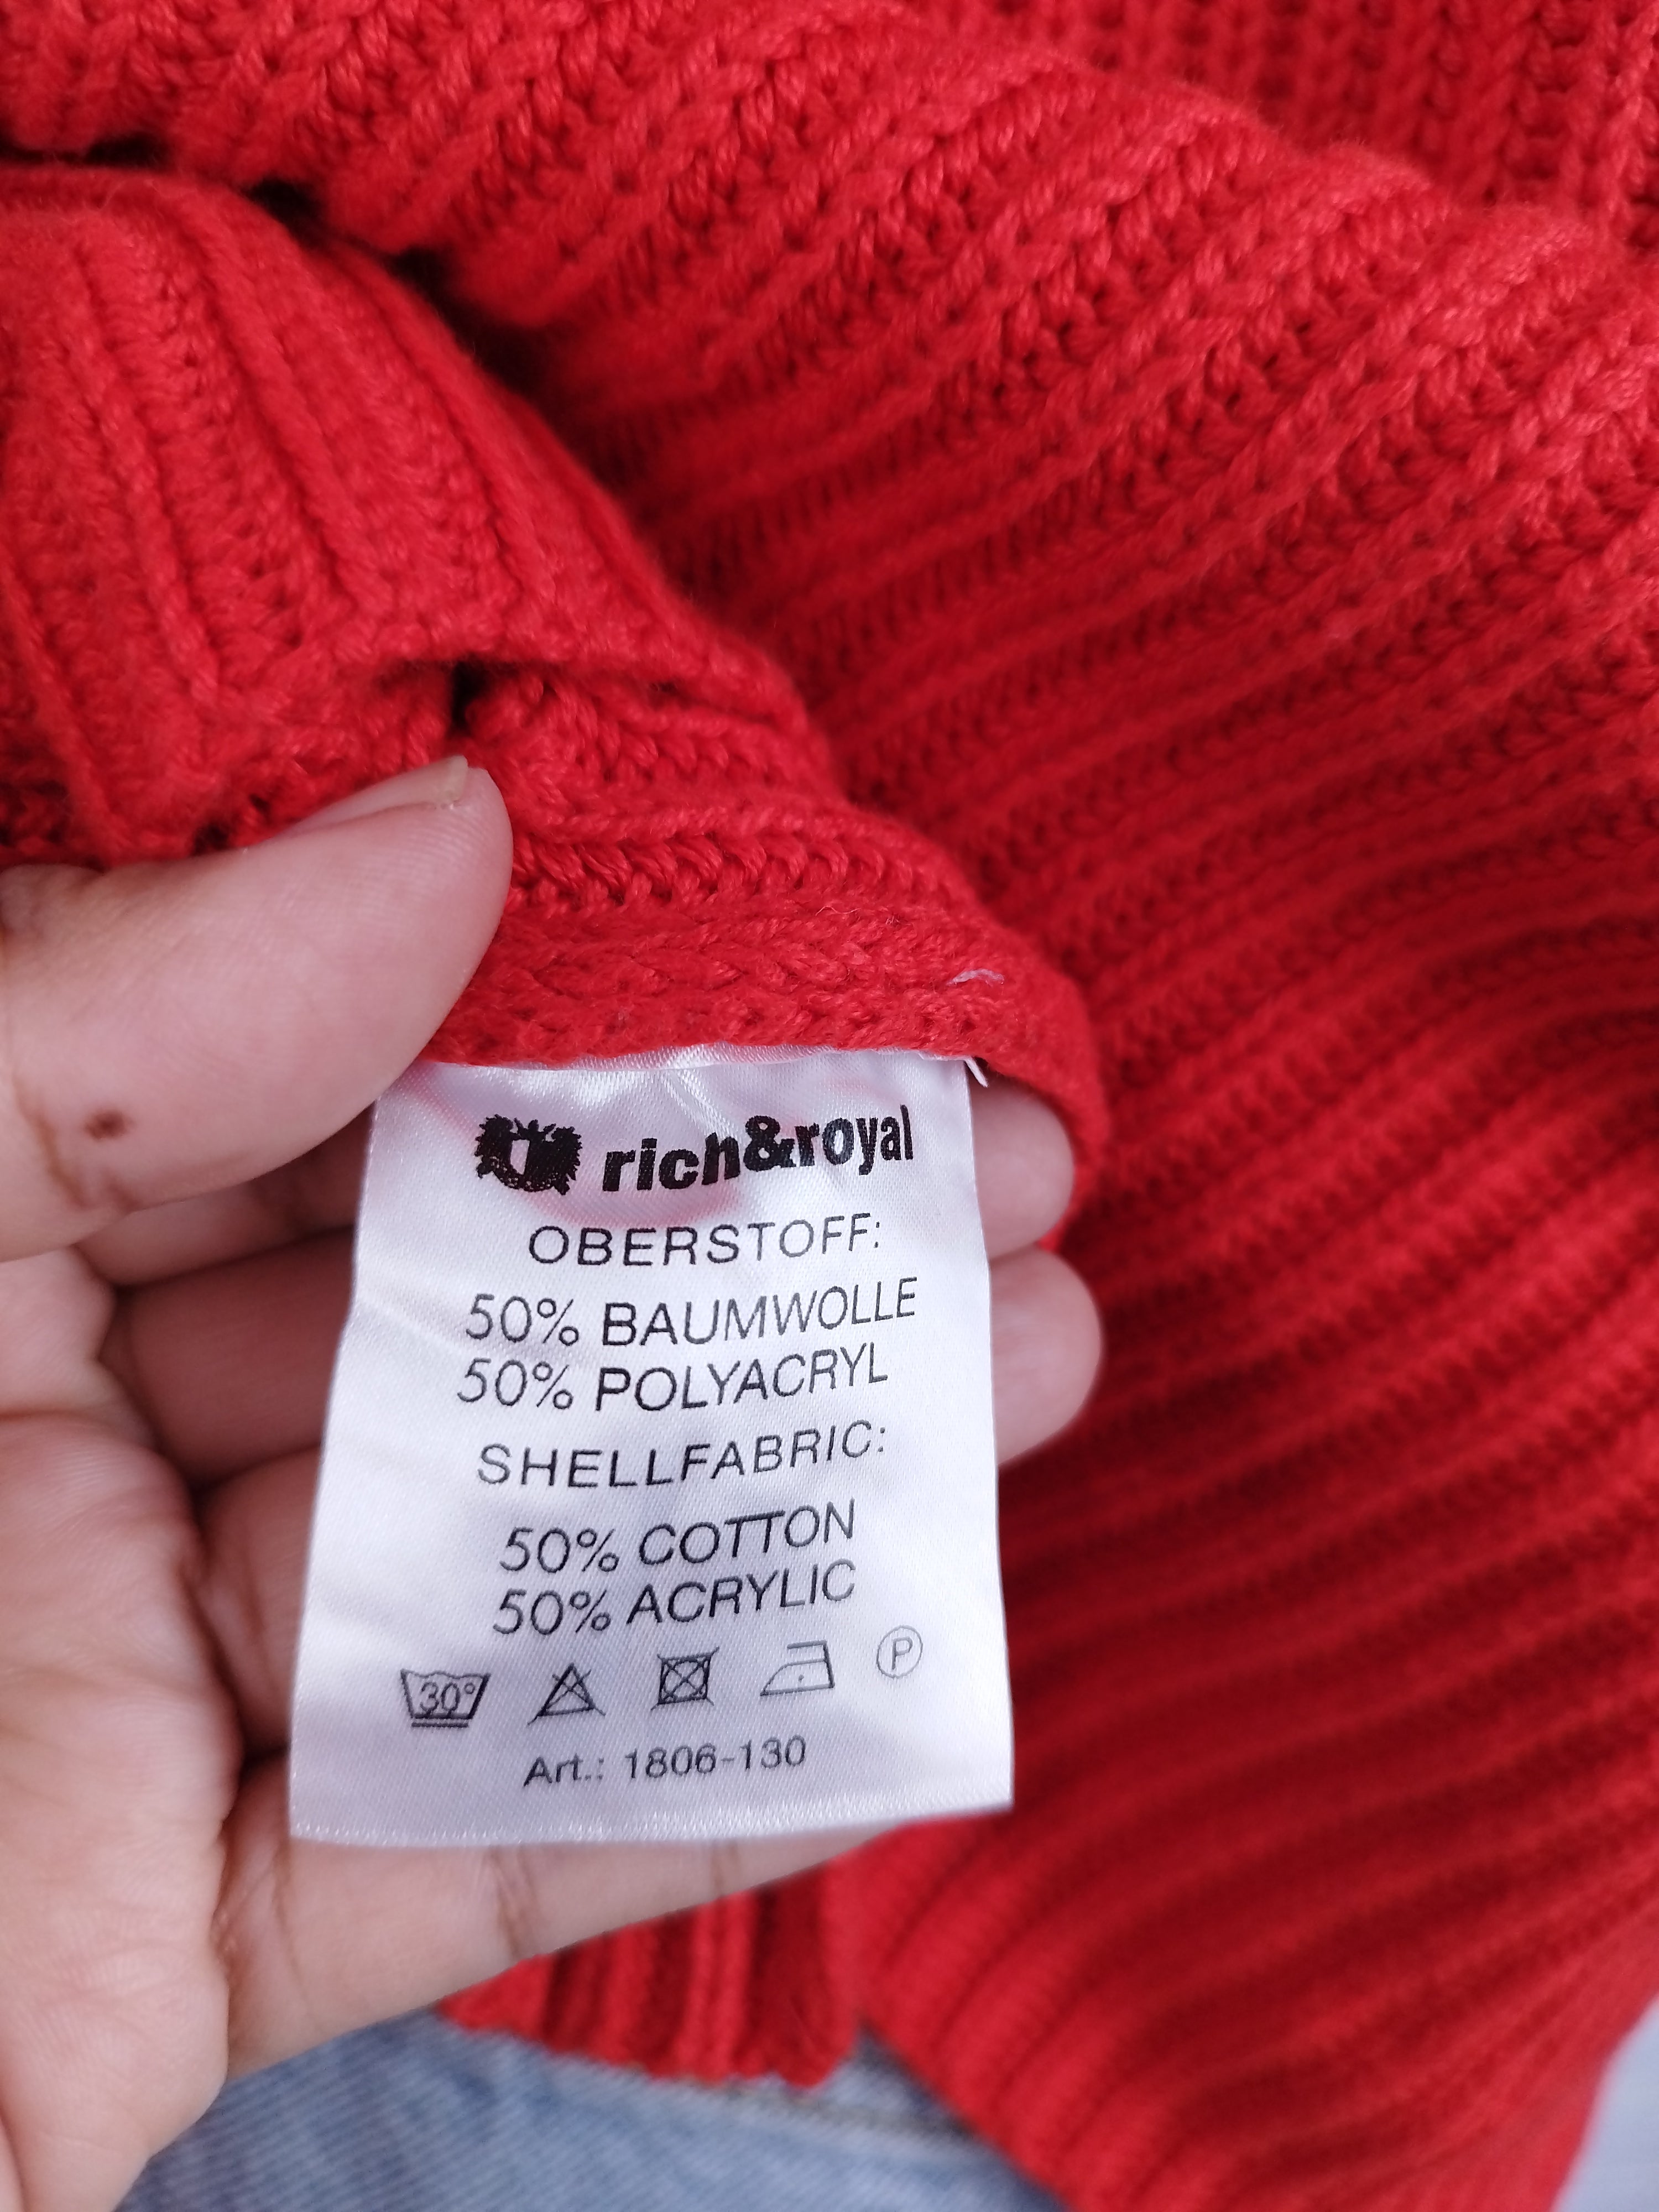 rich&royal
OBERSTOFF:
50% BAUMWOLLE
50% POLYACRYL
SHELLFABRIC:
50% COTTON
50% ACRYLIC
30° P
Art.: 1806-130